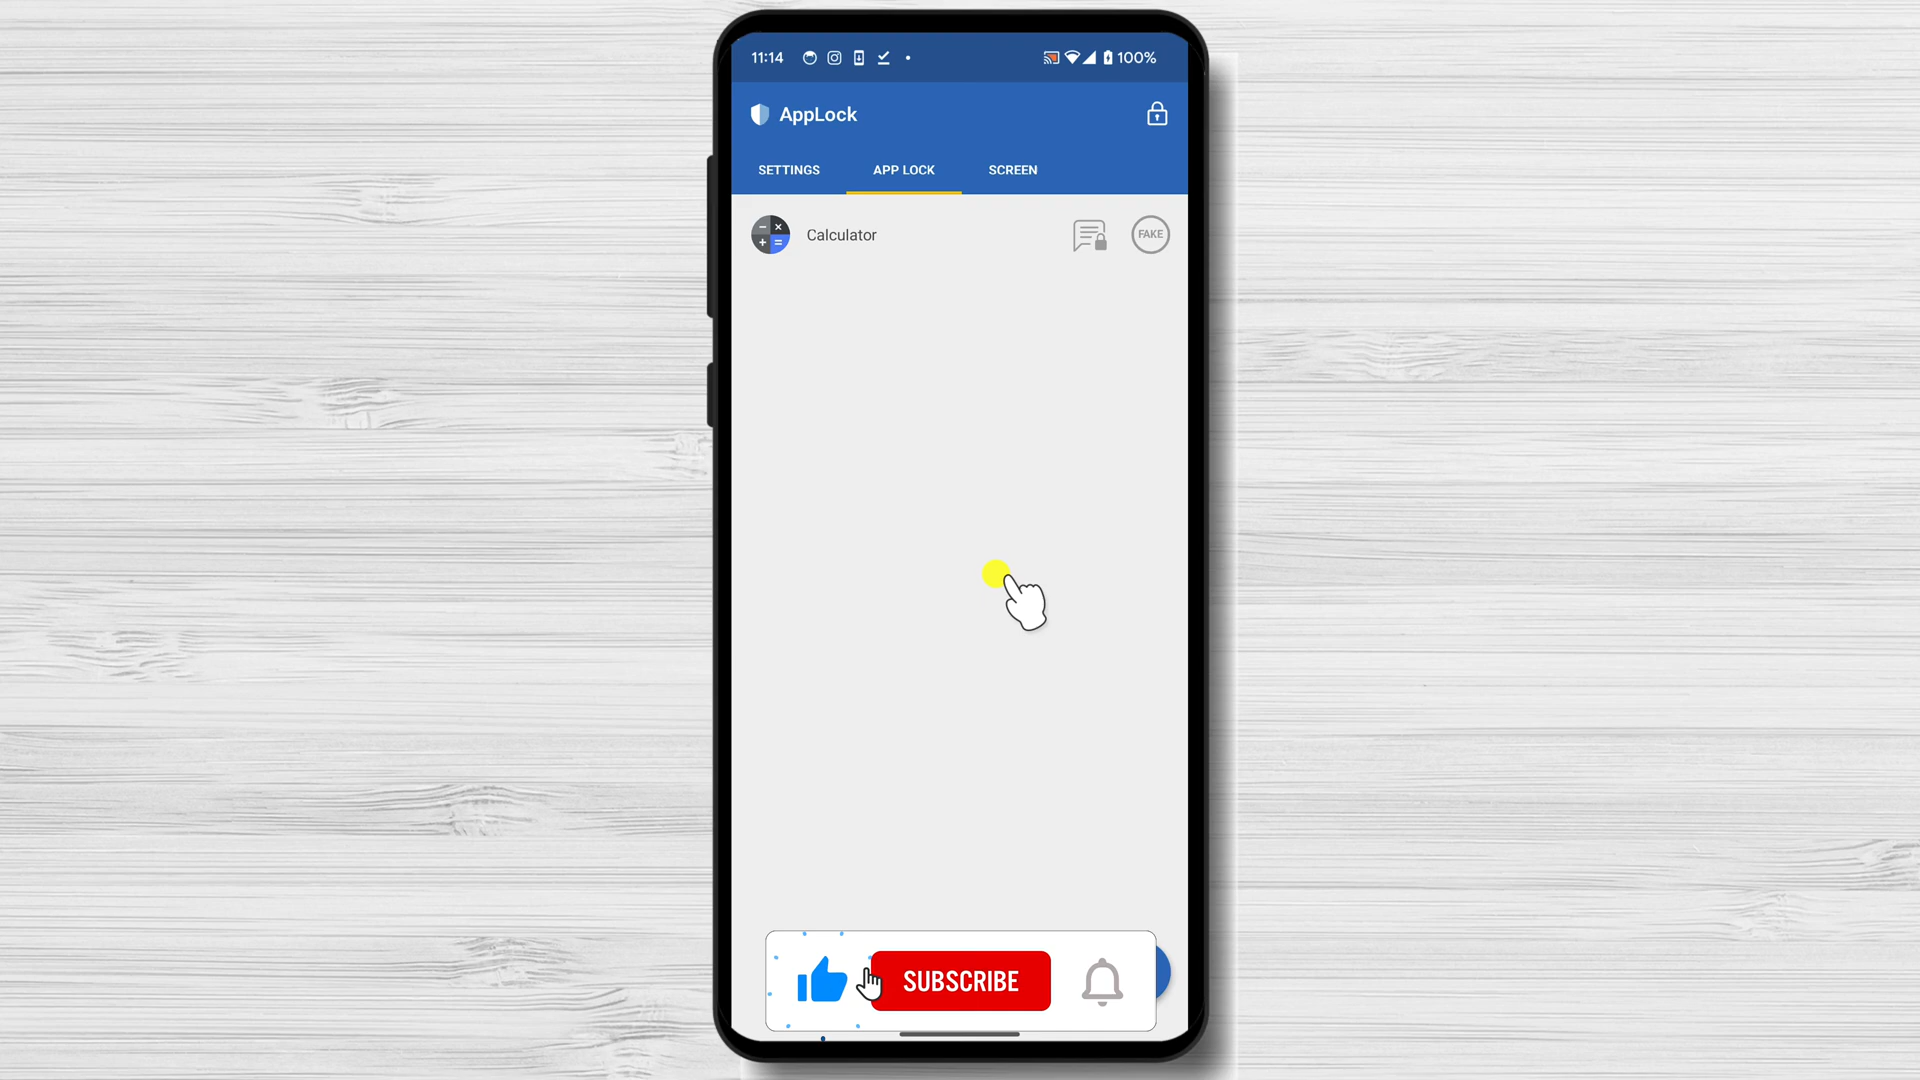 11:14 100%
AppLock
SETTINGS APP LOCK SCREEN
Calculator FAKE
SUBSCRIBE